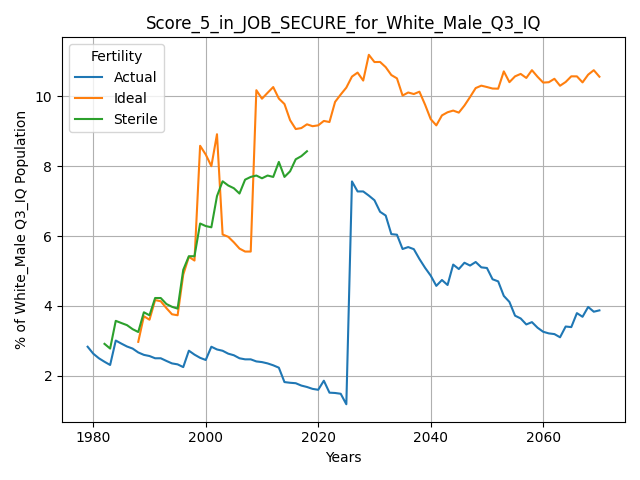 Score_5_in_JOB_SECURE_for_White_Male_Q3_IQ
Fertility
Actual
Ideal
Sterile
% of White_Male Q3_IQ Population
10
8
6
4
2
1980
2000
2020
2040
2060
Years